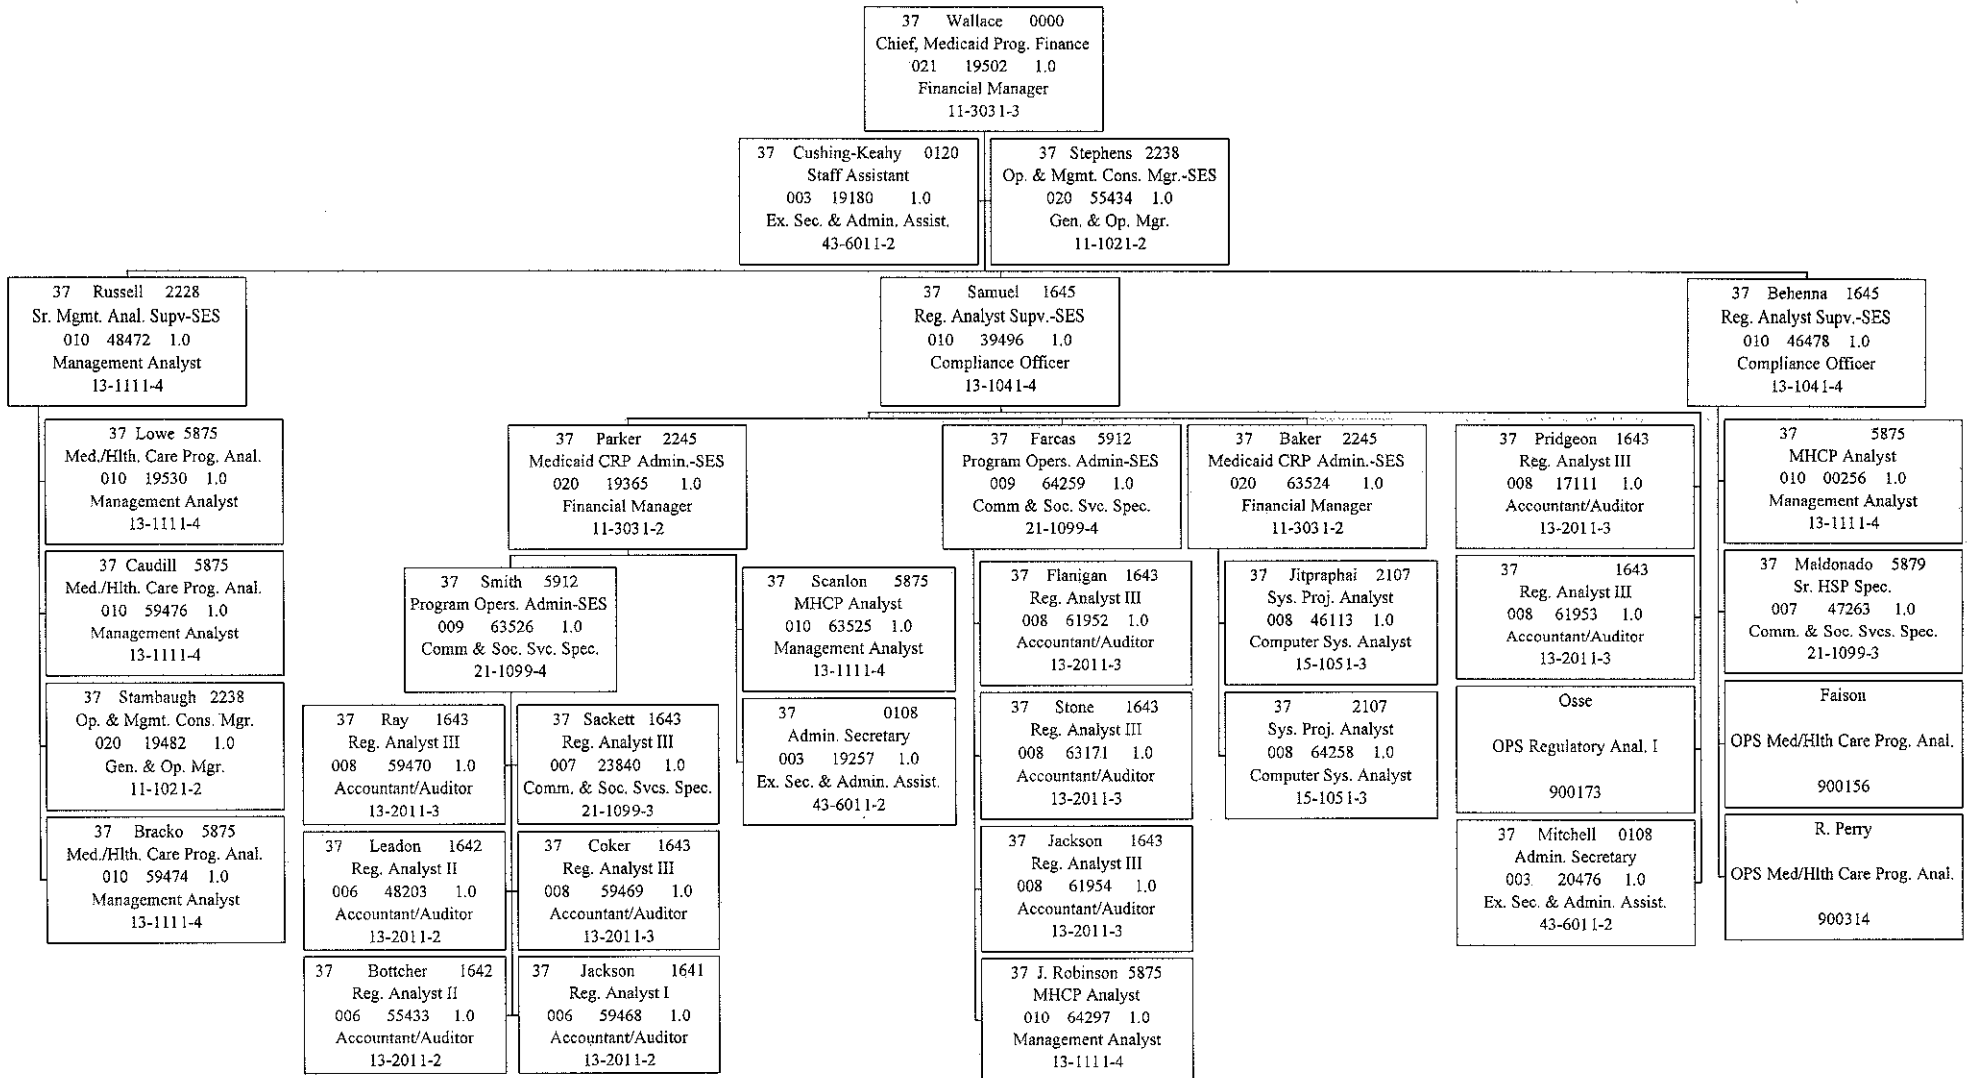 37 Wallace 0000
Chief, Medicaid Prog. Finance
021 19502 1.0
Financial Manager
11-3031-3
37 Cushing-Keahy 0120
Staff Assistant
003 19180 1.0
Ex. Sec. & Admin. Assist.
43-6011-2
37 Stephens 2238
Op. & Mgmt. Cons. Mgr.-SES
020 55434 1.0
Gen. & Op. Mgr.
11-1021-2
37 Russell 2228
Sr. Mgmt. Anal. Supv-SES
010 48472 1.0
Management Analyst
13-1111-4
37 Samuel 1645
Reg. Analyst Supv.-SES
010 39496 1.0
Compliance Officer
13-1041-4
37 Behenna 1645
Reg. Analyst Supv.-SES
010 46478 1.0
Compliance Officer
13-1041-4
37 Lowe 5875
Med./Hlth. Care Prog. Anal.
010 19530 1.0
Management Analyst
13-1111-4
37 Caudill 5875
Med./Hlth. Care Prog. Anal.
010 59476 1.0
Management Analyst
13-1111-4
37 Stambaugh 2238
Op. & Mgmt. Cons. Mgr.
020 19482 1.0
Gen. & Op. Mgr.
11-1021-2
37 Bracko 5875
Med./Hlth. Care Prog. Anal.
010 59474 1.0
Management Analyst
13-1111-4
37 Parker 2245
Medicaid CRP Admin.-SES
020 19365 1.0
Financial Manager
11-3031-2
37 Smith 5912
Program Opers. Admin-SES
009 63526 1.0
Comm & Soc. Svc. Spec.
21-1099-4
37 Ray 1643
Reg. Analyst III
008 59470 1.0
Accountant/Auditor
13-2011-3
37 Sackett 1643
Reg. Analyst III
007 23840 1.0
Comm. & Soc. Svcs. Spec.
21-1099-3
37 Leadon 1642
Reg. Analyst II
006 48203 1.0
Accountant/Auditor
13-2011-2
37 Coker 1643
Reg. Analyst III
008 59469 1.0
Accountant/Auditor
13-2011-3
37 Bottcher 1642
Reg. Analyst II
006 55433 1.0
Accountant/Auditor
13-2011-2
37 Jackson 1641
Reg. Analyst I
006 59468 1.0
Accountant/Auditor
13-2011-2
37 Scanlon 5875
MHCP Analyst
010 63525 1.0
Management Analyst
13-1111-4
37 0108
Admin. Secretary
003 19257 1.0
Ex. Sec. & Admin. Assist.
43-6011-2
37 Farcas 5912
Program Opers. Admin-SES
009 64259 1.0
Comm & Soc. Svc. Spec.
21-1099-4
37 Flanigan 1643
Reg. Analyst III
008 61952 1.0
Accountant/Auditor
13-2011-3
37 Stone 1643
Reg. Analyst III
008 63171 1.0
Accountant/Auditor
13-2011-3
37 Jackson 1643
Reg. Analyst III
008 61954 1.0
Accountant/Auditor
13-2011-3
37 J. Robinson 5875
MHCP Analyst
010 64297 1.0
Management Analyst
13-1111-4
37 Baker 2245
Medicaid CRP Admin.-SES
020 63524 1.0
Financial Manager
11-3031-2
37 Jitpraphai 2107
Sys. Proj. Analyst
008 46113 1.0
Computer Sys. Analyst
15-1051-3
37 2107
Sys. Proj. Analyst
008 64258 1.0
Computer Sys. Analyst
15-1051-3
37 Pridgeon 1643
Reg. Analyst III
008 17111 1.0
Accountant/Auditor
13-2011-3
37 1643
Reg. Analyst III
008 61953 1.0
Accountant/Auditor
13-2011-3
Osse
OPS Regulatory Anal. I
900173
37 Mitchell 0108
Admin. Secretary
003 20476 1.0
Ex. Sec. & Admin. Assist.
43-6011-2
37 5875
MHCP Analyst
010 00256 1.0
Management Analyst
13-1111-4
37 Maldonado 5879
Sr. HSP Spec.
007 47263 1.0
Comm. & Soc. Svcs. Spec.
21-1099-3
Faison
OPS Med/Hlth Care Prog. Anal.
900156
R. Perry
OPS Med/Hlth Care Prog. Anal.
900314